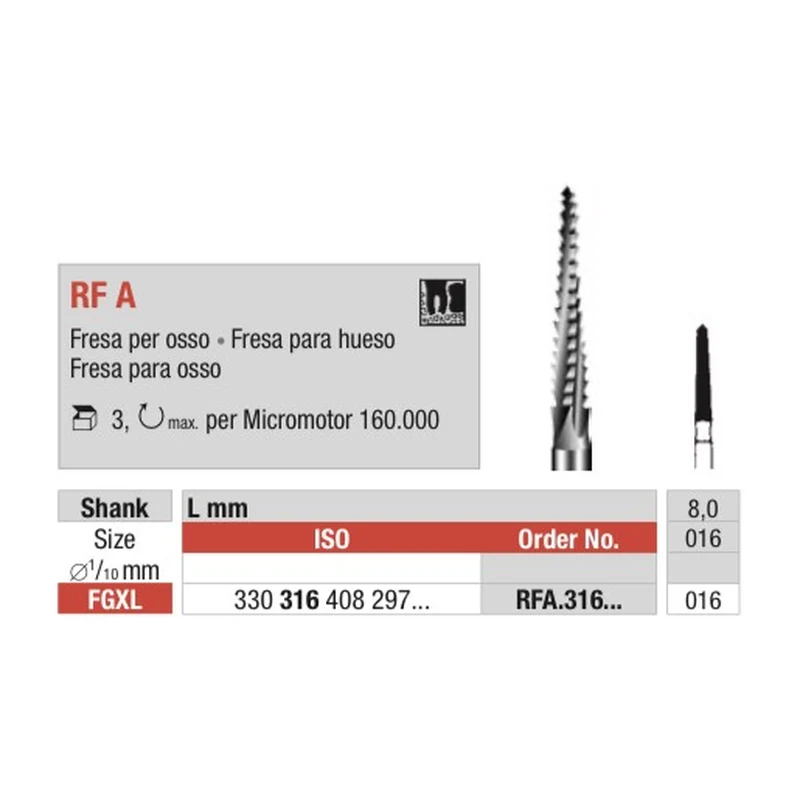 RF A
Fresa per osso • Fresa para hueso
Fresa para osso
3, max. per Micromotor 160.000
Shank L mm 8,0
Size ISO Order No. 016
∅1/10 mm
FGXL 330 316 408 297... RFA.316... 016